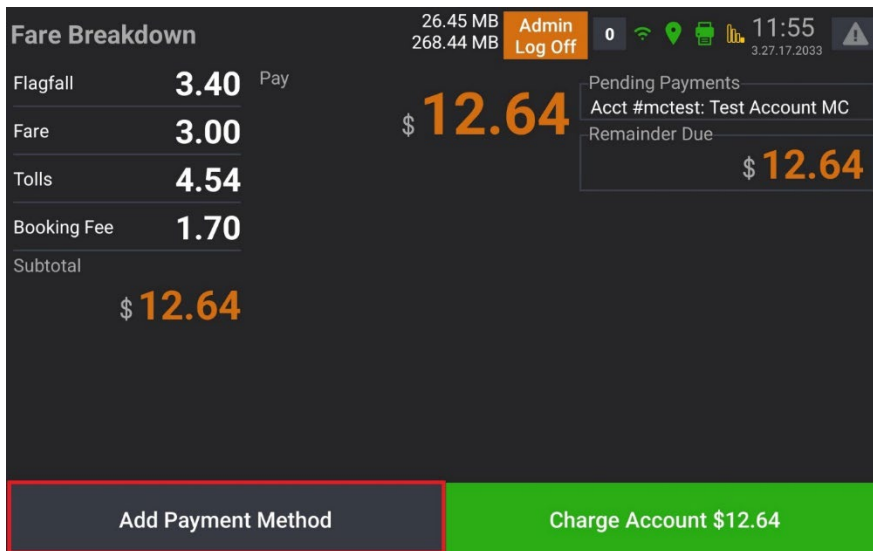 Fare Breakdown
26.45 MB
268.44 MB
Admin
Log Off
0
11:55
3.27.17.2033
Flagfall 3.40
Fare 3.00
Tolls 4.54
Booking Fee 1.70
Subtotal
$12.64
Pay
$12.64
Pending Payments
Acct #mctest: Test Account MC
Remainder Due
$12.64
Add Payment Method
Charge Account $12.64